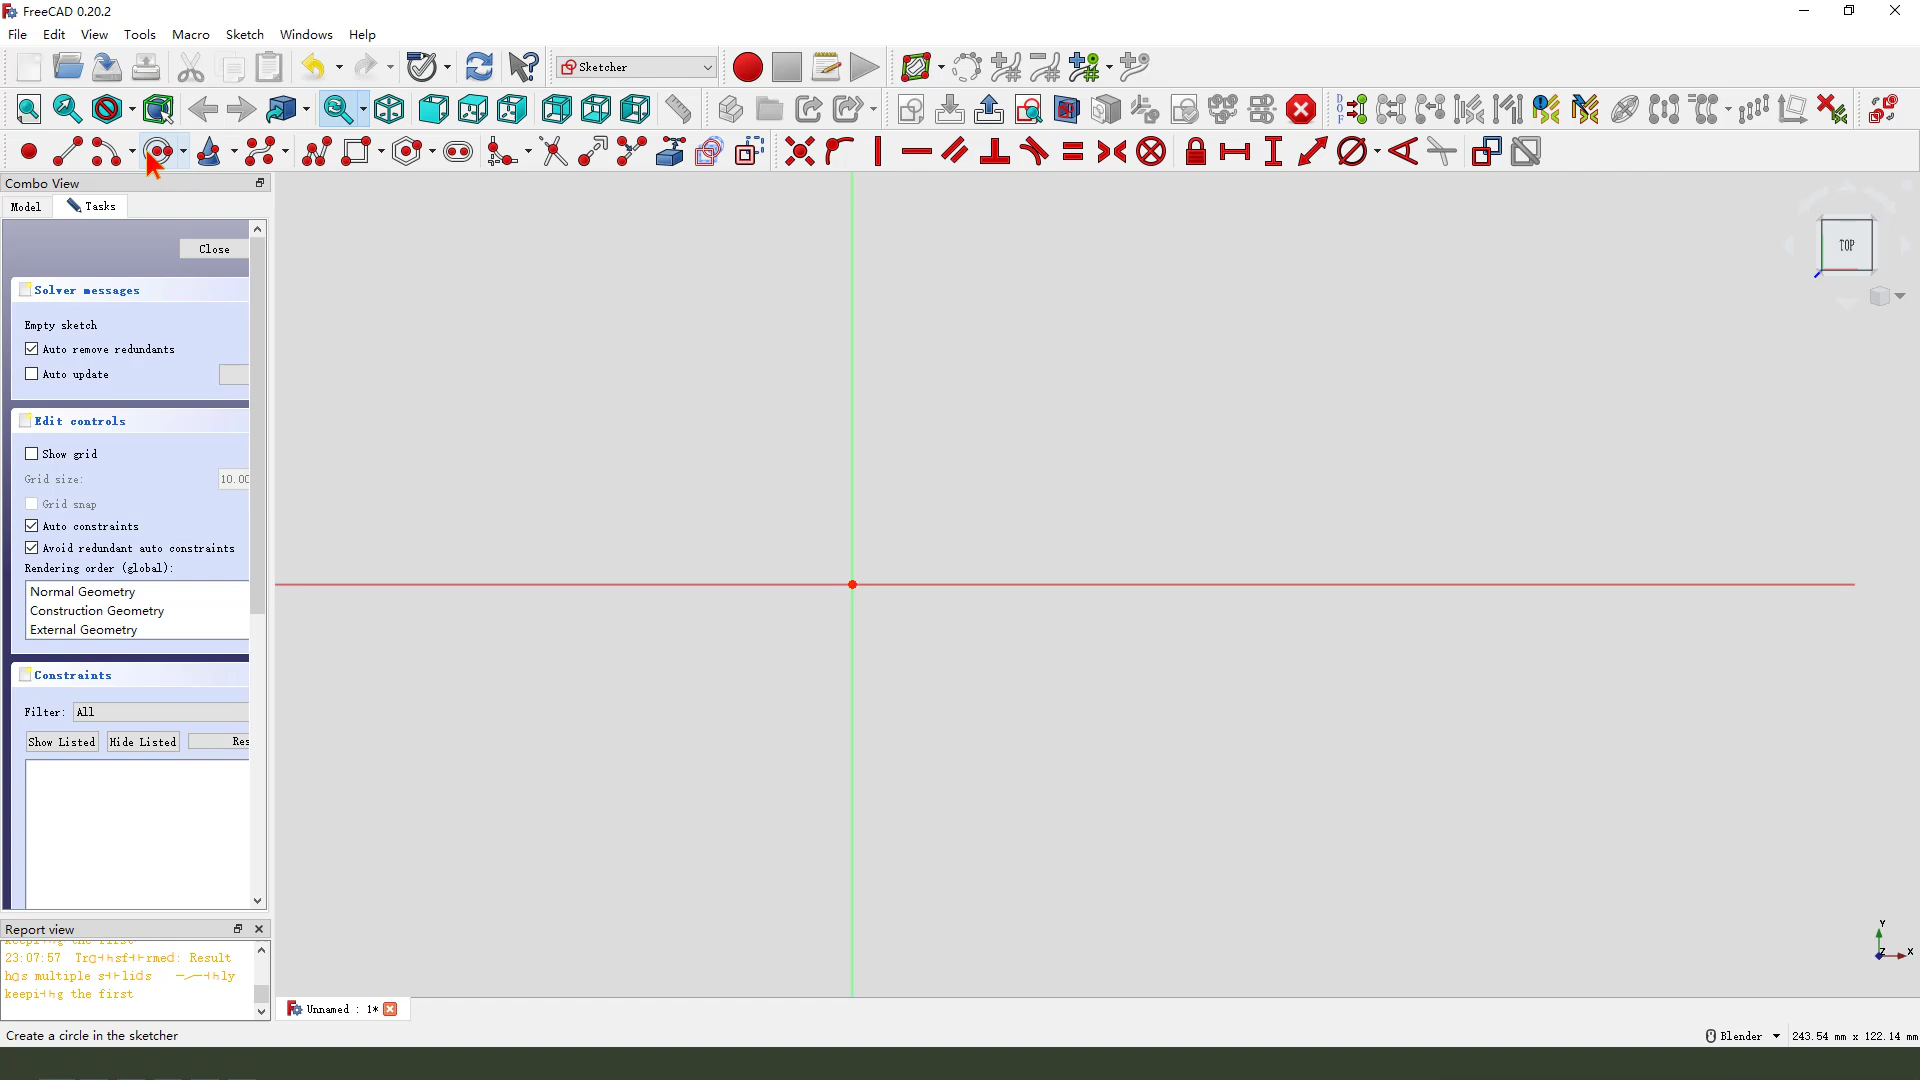 FreeCAD 0.20.2
File Edit View Tools Macro Sketch Windows Help
Sketcher
Combo View
Model Tasks
Close
Solver messages
Empty sketch
Auto remove redundants
Auto update
Edit controls
Show grid
Grid size: 10.00
Grid snap
Auto constraints
Avoid redundant auto constraints
Rendering order (global):
Normal Geometry
Construction Geometry
External Geometry
Constraints
Filter: All
Show Listed Hide Listed Res
Report view
23:07:57 Result
multiple
the first
TOP
Y
Z X
Unnamed : 1*
Create a circle in the sketcher
Blender 243.54 mm x 122.14 mm